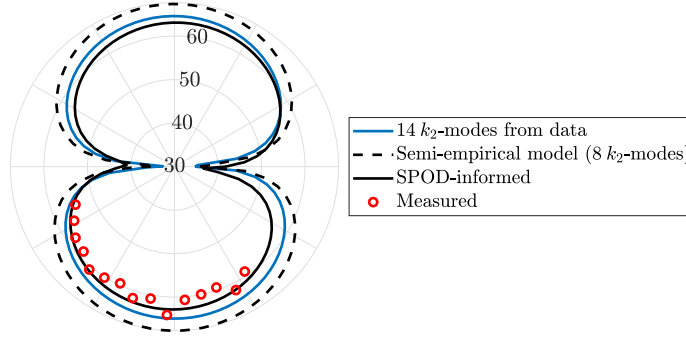 60
50
40
30
14 k₂-modes from data
Semi-empirical model (8 k₂-modes)
SPOD-informed
Measured